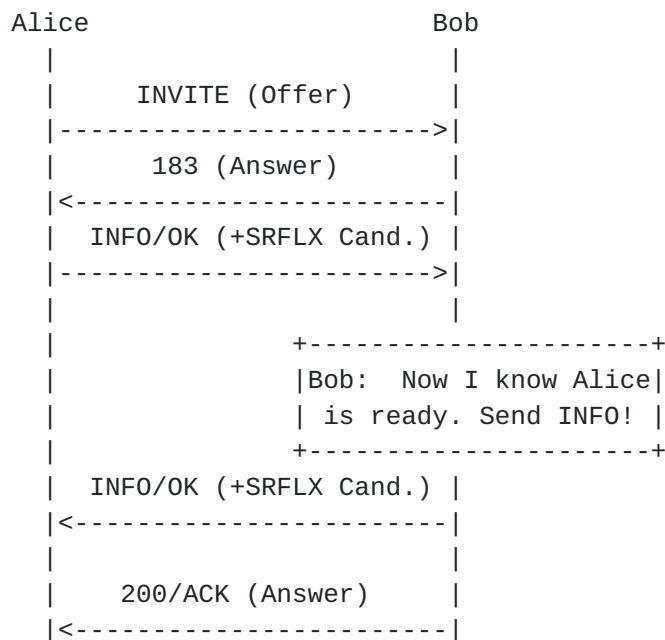 Alice Bob
INVITE (Offer)
183 (Answer)
INFO/OK (+SRFLX Cand.)
Bob: Now I know Alice
is ready. Send INFO!
INFO/OK (+SRFLX Cand.)
200/ACK (Answer)